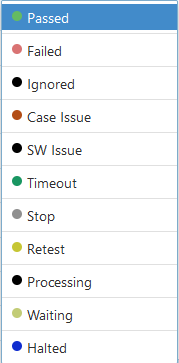 Passed
Failed
Ignored
Case Issue
SW Issue
Timeout
Stop
Retest
Processing
Waiting
Halted